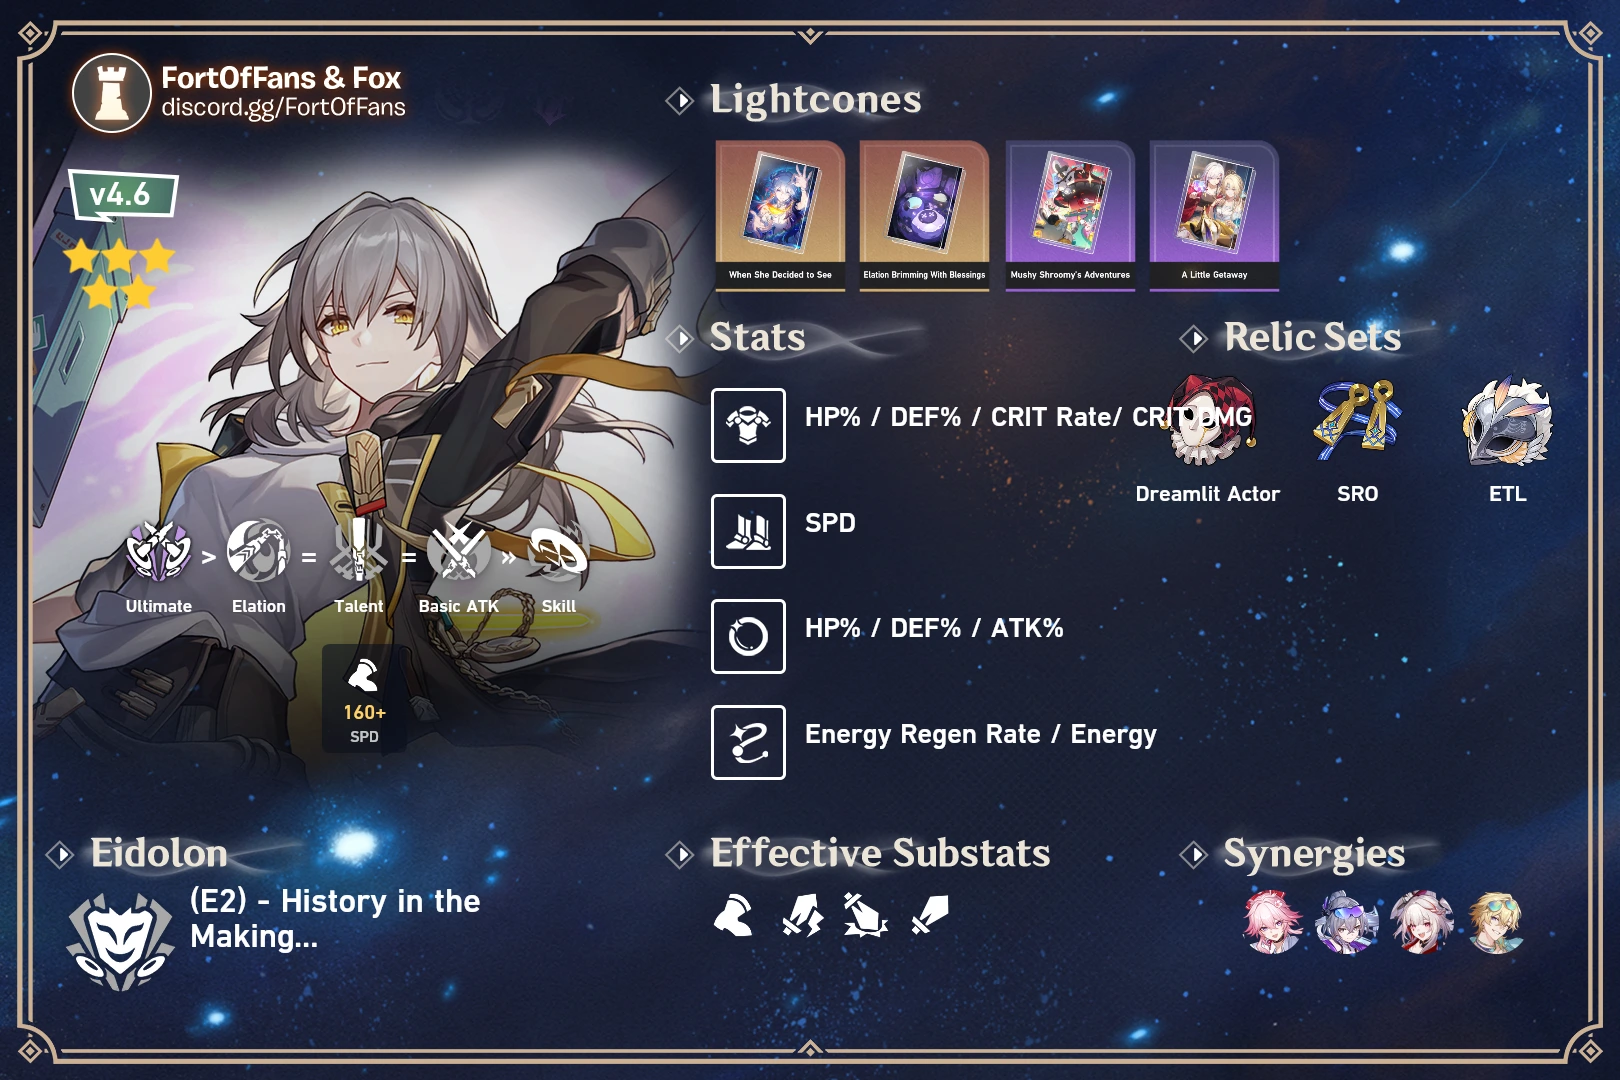 FortOfFans & Fox
discord.gg/FortOfFans
v4.6
Ultimate > Elation = Talent = Basic ATK » Skill
160+
SPD
Lightcones
When She Decided to See
Elation Brimming With Blessings
Mushy Shroomy's Adventures
A Little Getaway
Stats
HP% / DEF% / CRIT Rate/ CRIT DMG
SPD
HP% / DEF% / ATK%
Energy Regen Rate / Energy
Relic Sets
Dreamlit Actor
SRO
ETL
Eidolon
(E2) - History in the
Making...
Effective Substats
Synergies